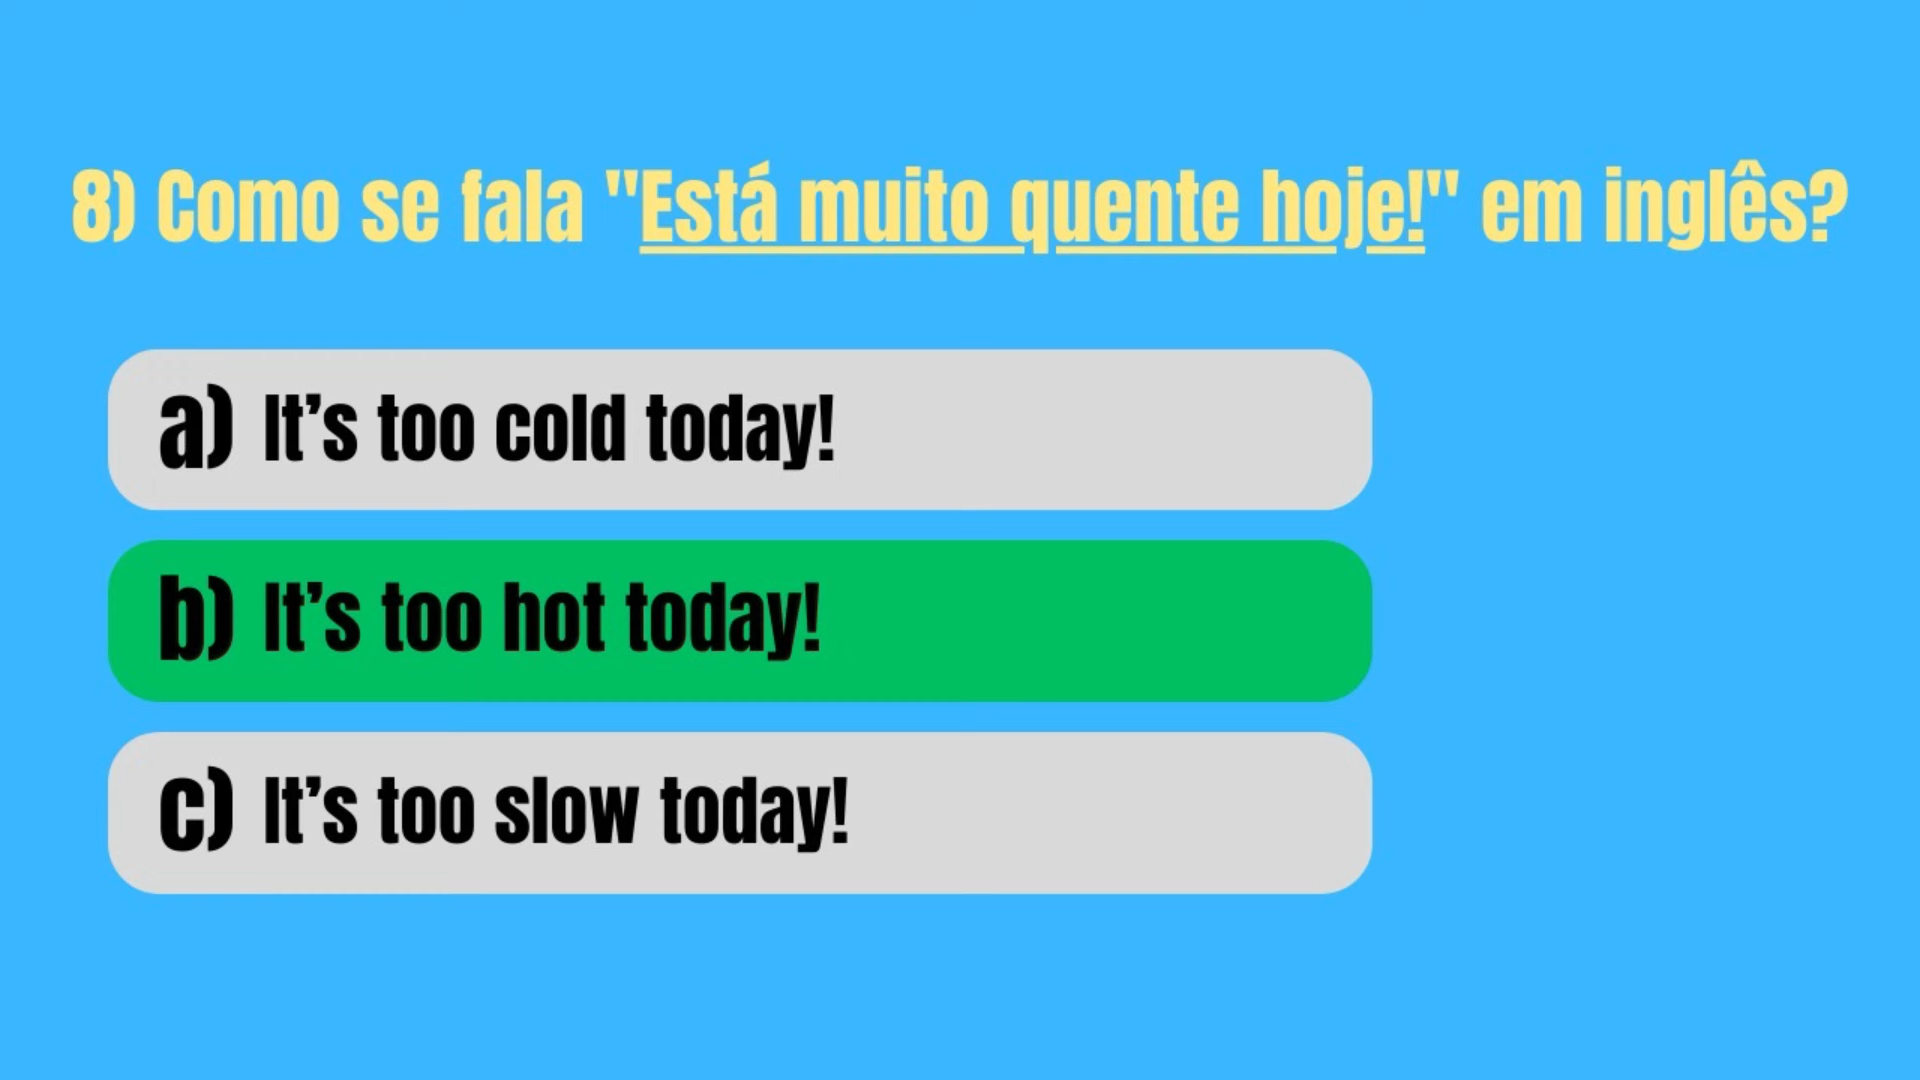 8) Como se fala "Está muito quente hoje!" em inglês?
a) It’s too cold today!
b) It’s too hot today!
c) It’s too slow today!